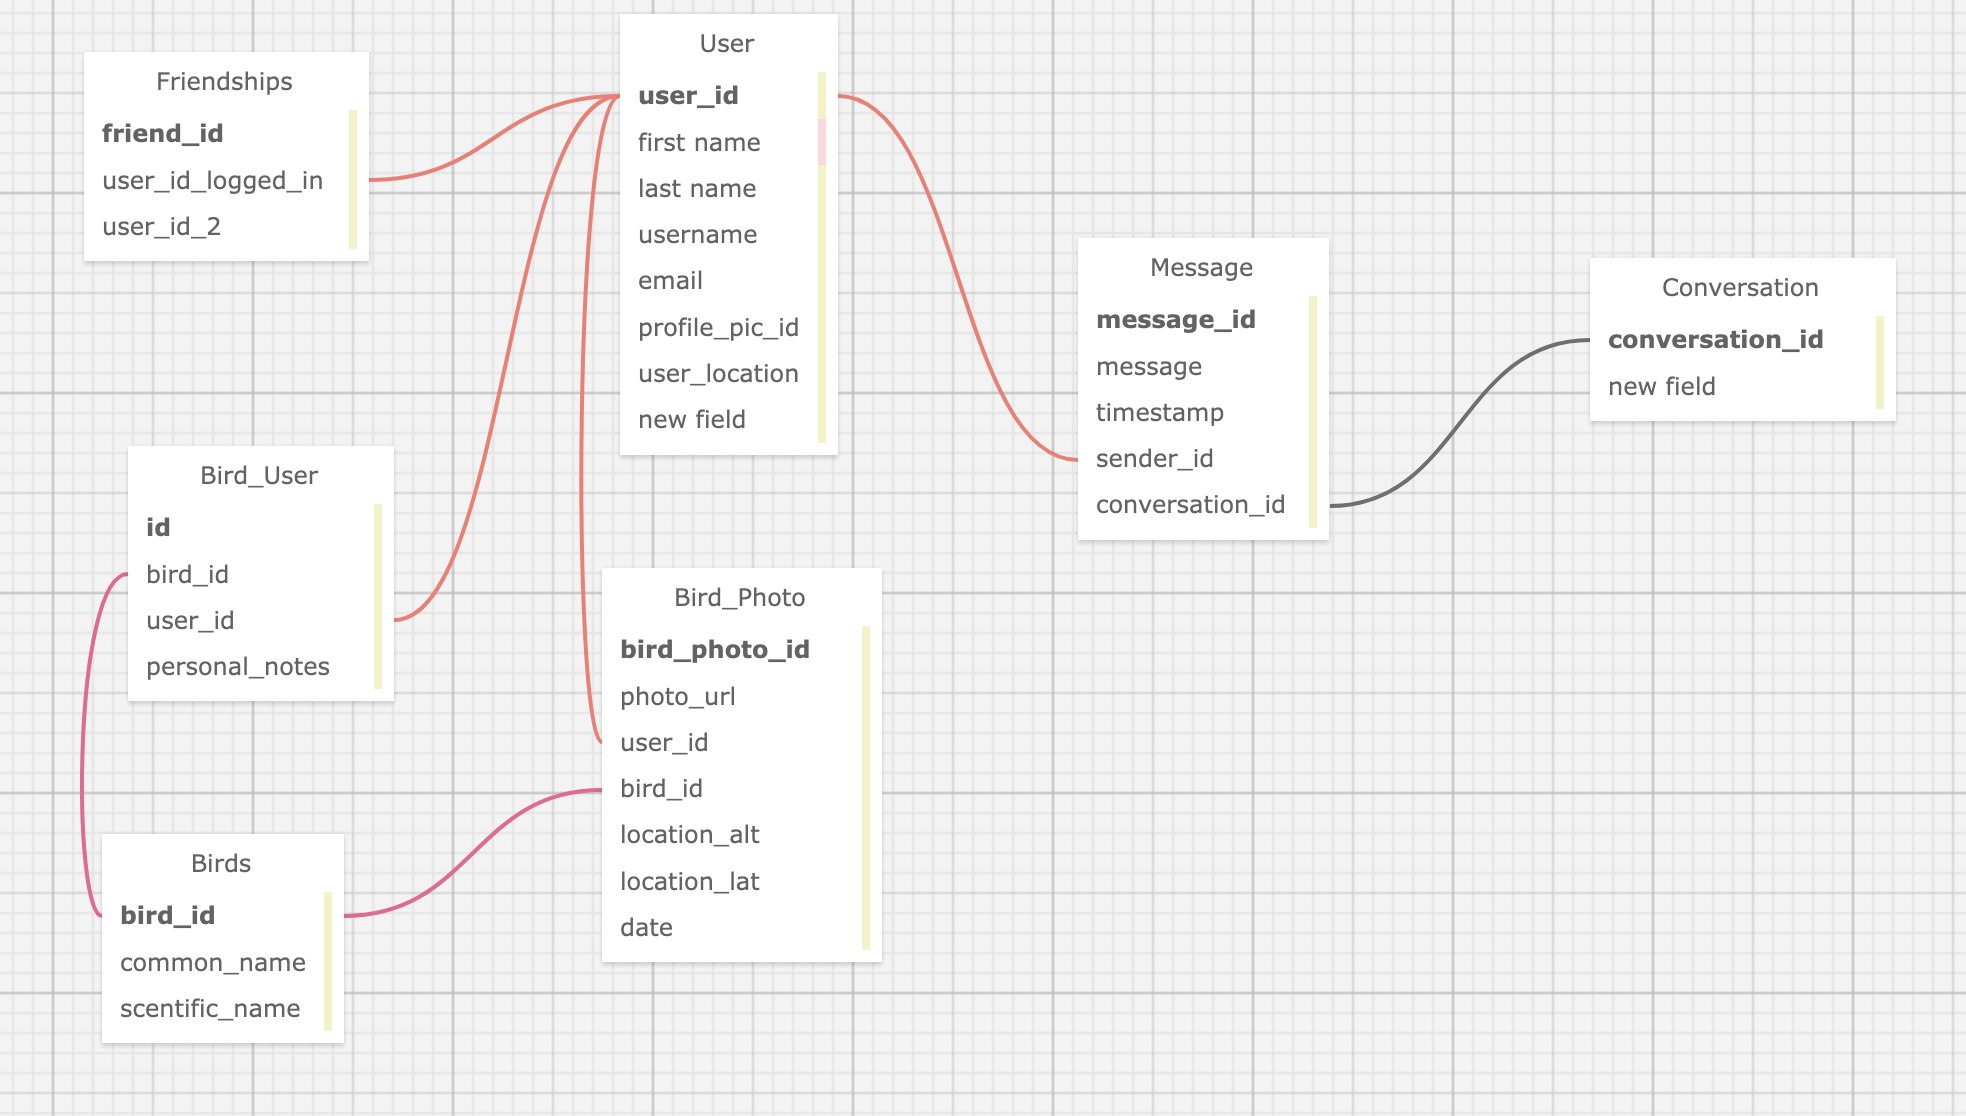 Friendships
friend_id
user_id_logged_in
user_id_2
User
user_id
first name
last name
username
email
profile_pic_id
user_location
new field
Message
message_id
message
timestamp
sender_id
conversation_id
Conversation
conversation_id
new field
Bird_User
id
bird_id
user_id
personal_notes
Bird_Photo
bird_photo_id
photo_url
user_id
bird_id
location_alt
location_lat
date
Birds
bird_id
common_name
scentific_name